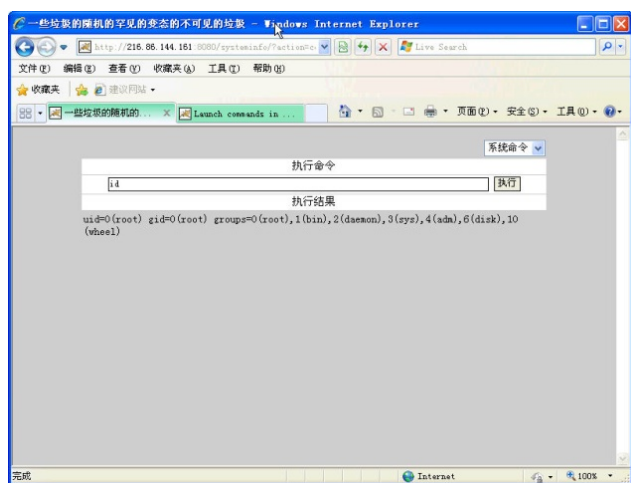 一些垃圾的随机的罕见的变态的不可见的垃圾 - Windows Internet Explorer
http://216.86.144.161:8080/systeminfo/?action=c
Live Search
文件(F) 编辑(E) 查看(V) 收藏夹(A) 工具(T) 帮助(H)
收藏夹 建议网站
一些垃圾的随机的... X Launch commands in ... 页面(P) 安全(S) 工具(O)
系统命令
执行命令
id 执行
执行结果
uid=0(root) gid=0(root) groups=0(root),1(bin),2(daemon),3(sys),4(adm),6(disk),10
(wheel)
完成 Internet 100%